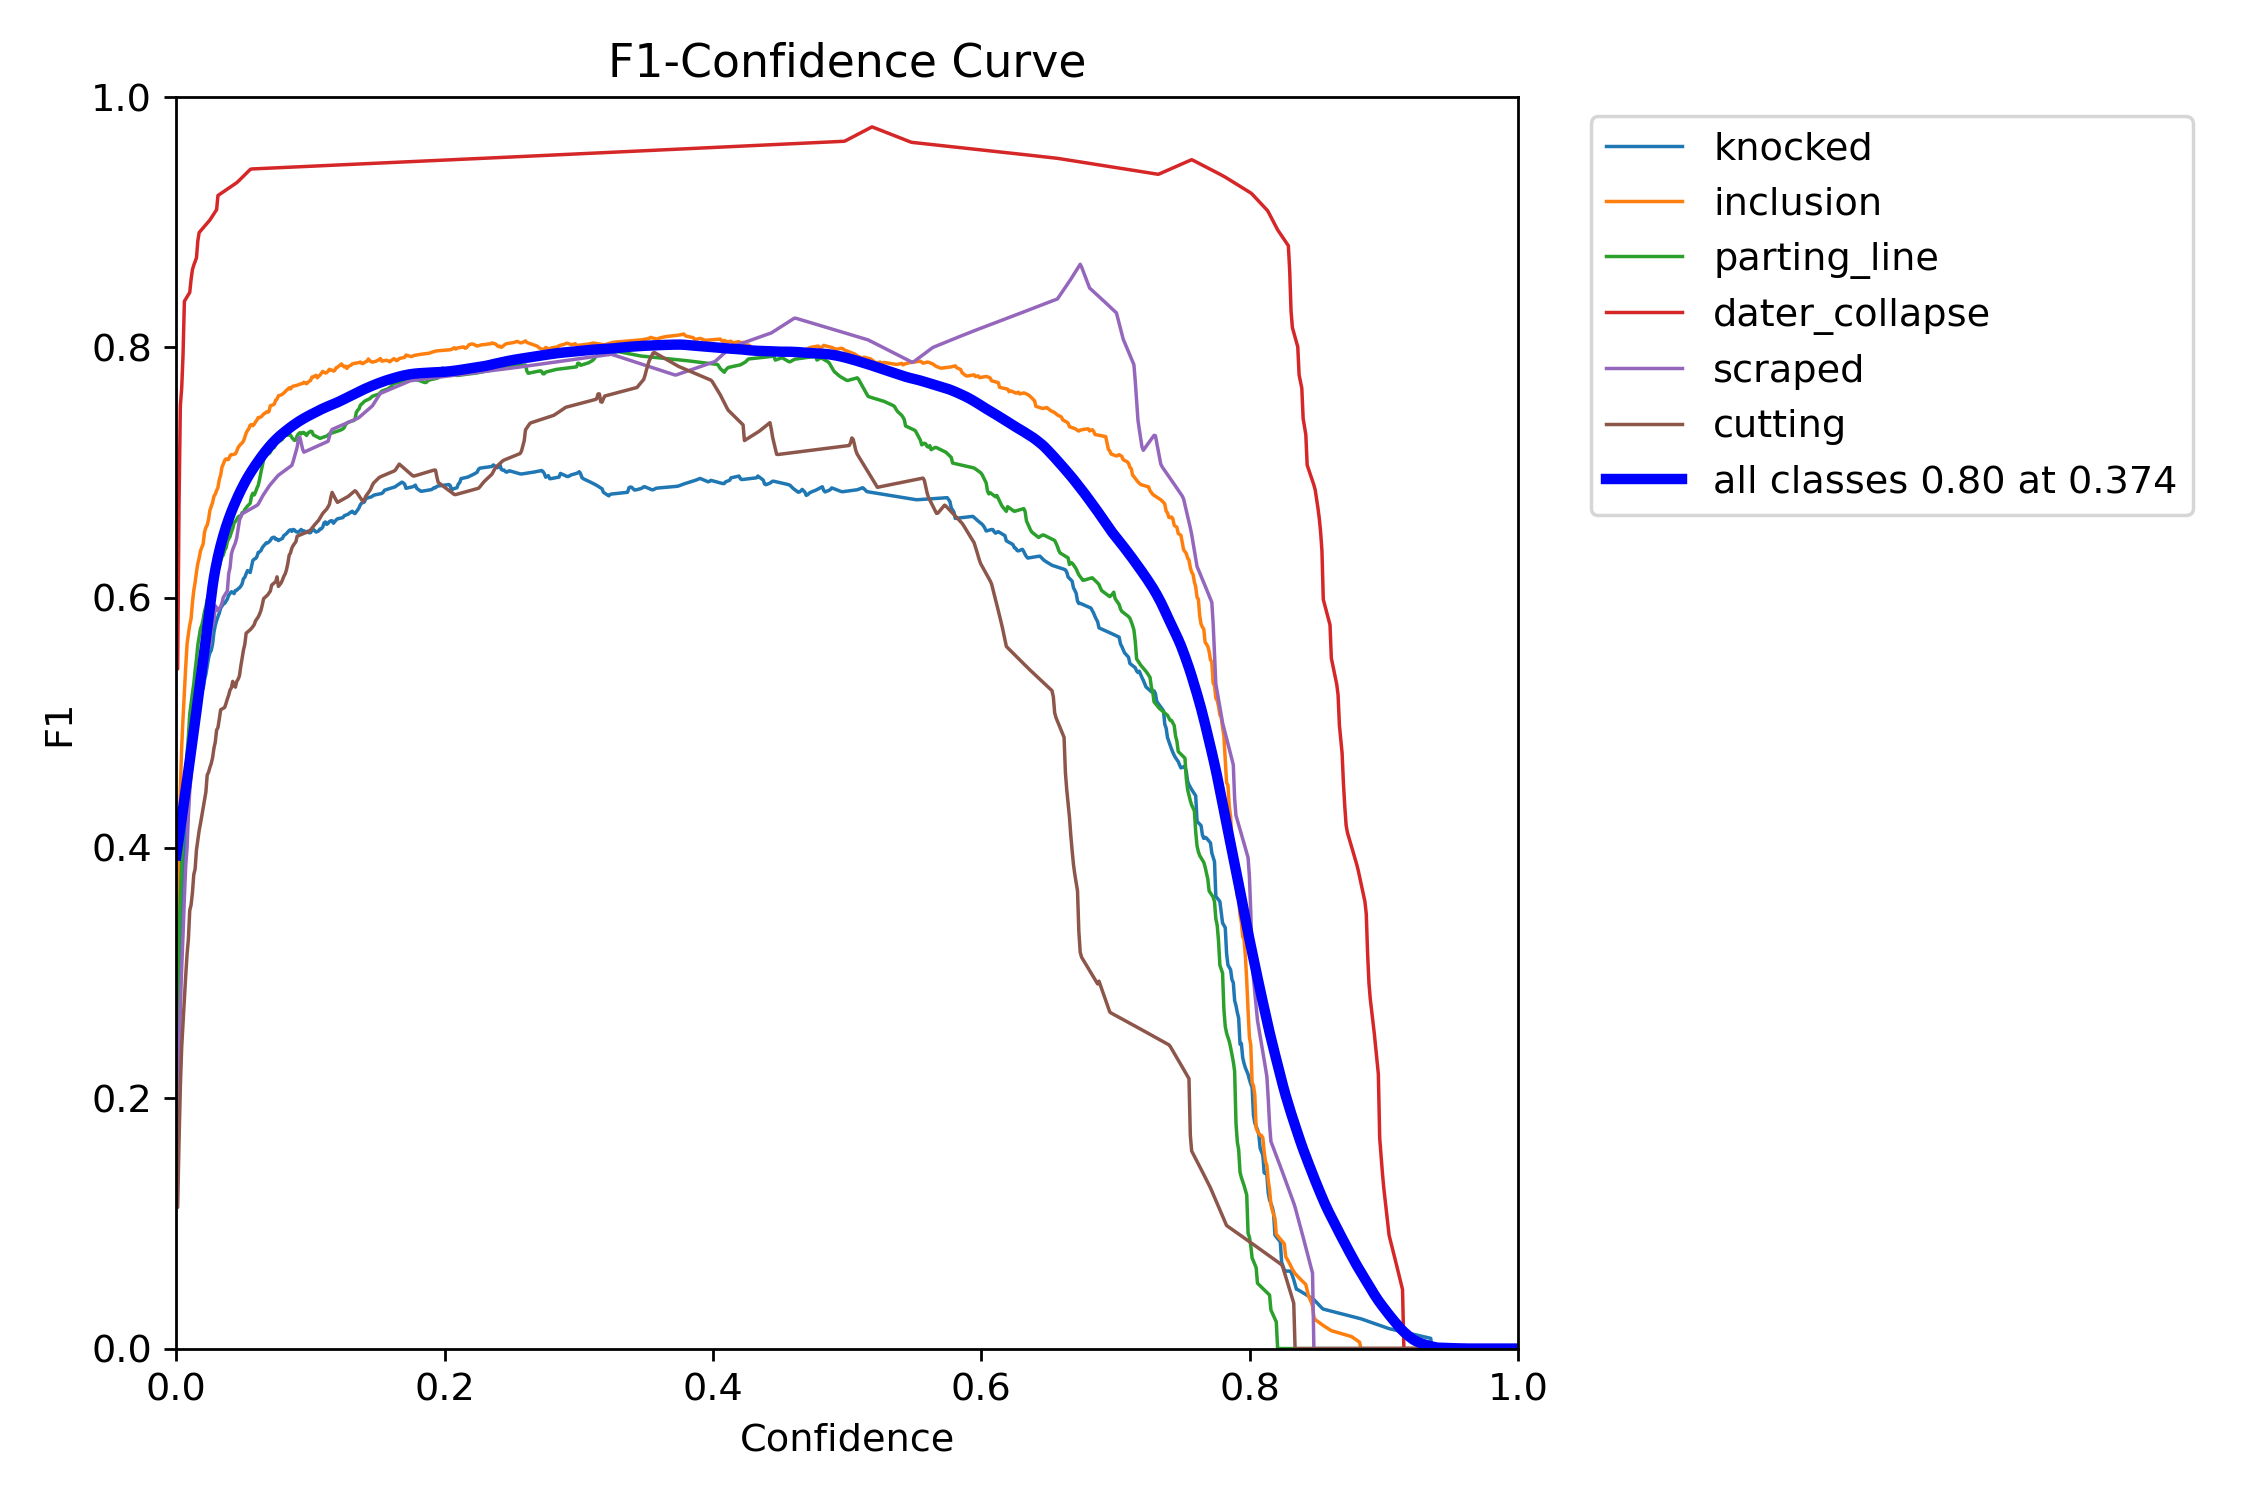 F1-Confidence Curve
1.0
0.8
0.6
0.4
0.2
0.0
F1
0.0 0.2 0.4 0.6 0.8 1.0
Confidence
knocked
inclusion
parting_line
dater_collapse
scraped
cutting
all classes 0.80 at 0.374